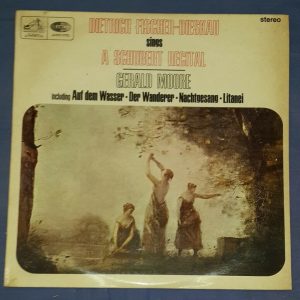 stereo
DIETRICH FISCHER-DIESKAU
sings
A SCHUBERT RECITAL
GERALD MOORE
including Auf dem Wasser · Der Wanderer · Nachtgesang · Litanei